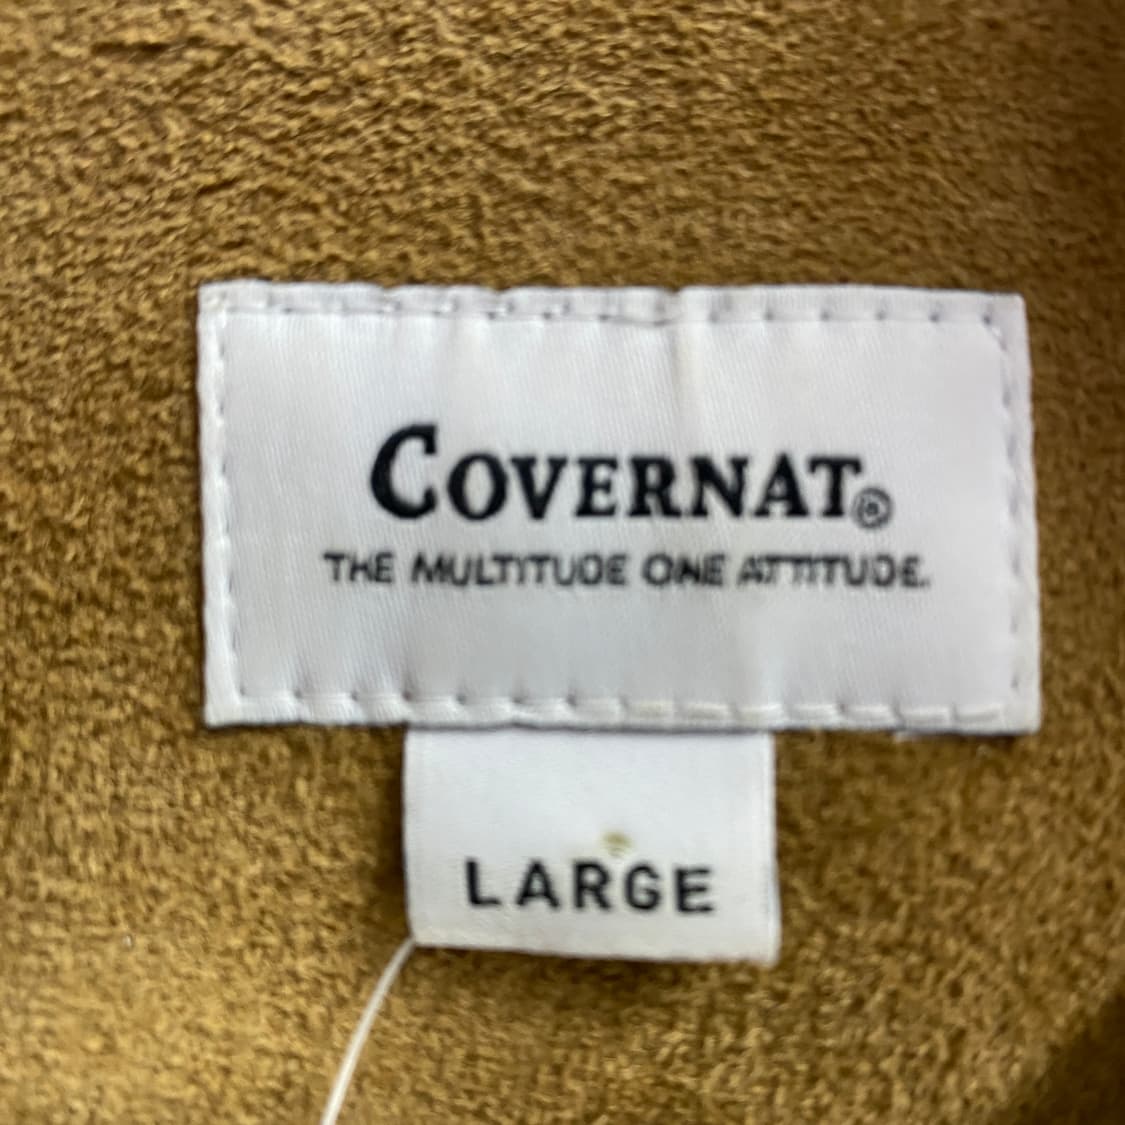 COVERNAT®
THE MULTITUDE ONE ATTITUDE.
LARGE